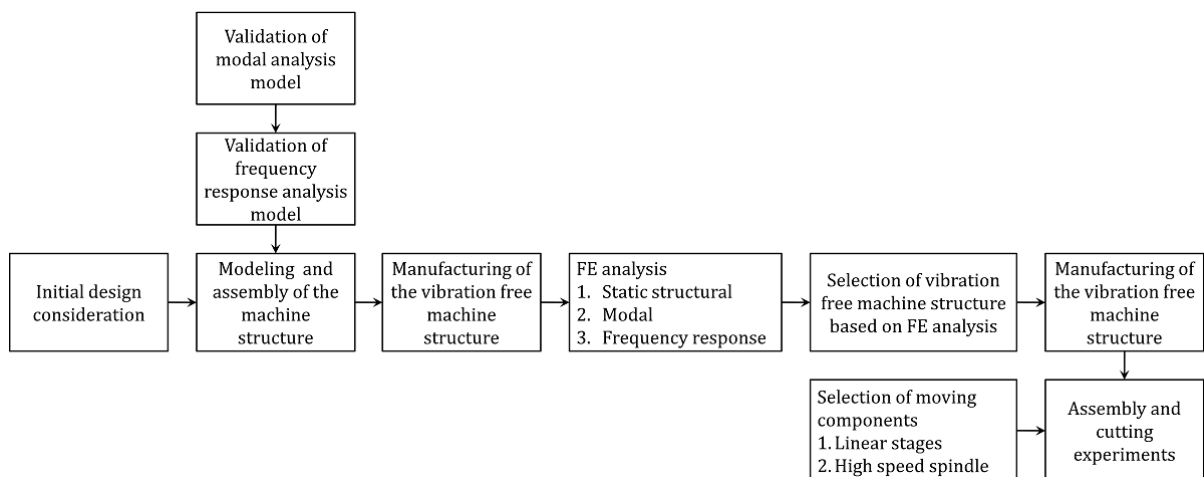 Validation of
modal analysis
model
Validation of
frequency
response analysis
model
Initial design
consideration
Modeling and
assembly of the
machine
structure
Manufacturing of
the vibration free
machine
structure
FE analysis
1. Static structural
2. Modal
3. Frequency response
Selection of vibration
free machine structure
based on FE analysis
Manufacturing of
the vibration free
machine
structure
Selection of moving
components
1. Linear stages
2. High speed spindle
Assembly and
cutting
experiments